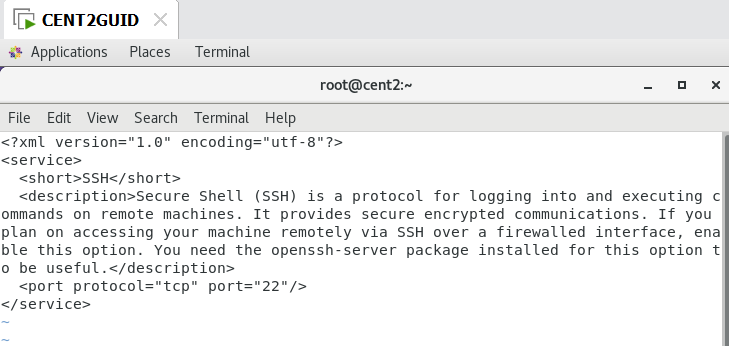 CENT2GUID
Applications Places Terminal
root@cent2:~
File Edit View Search Terminal Help
<?xml version="1.0" encoding="utf-8"?>
<service>
  <short>SSH</short>
  <description>Secure Shell (SSH) is a protocol for logging into and executing c
ommands on remote machines. It provides secure encrypted communications. If you
plan on accessing your machine remotely via SSH over a firewalled interface, ena
ble this option. You need the openssh-server package installed for this option t
o be useful.</description>
  <port protocol="tcp" port="22"/>
</service>
~
~